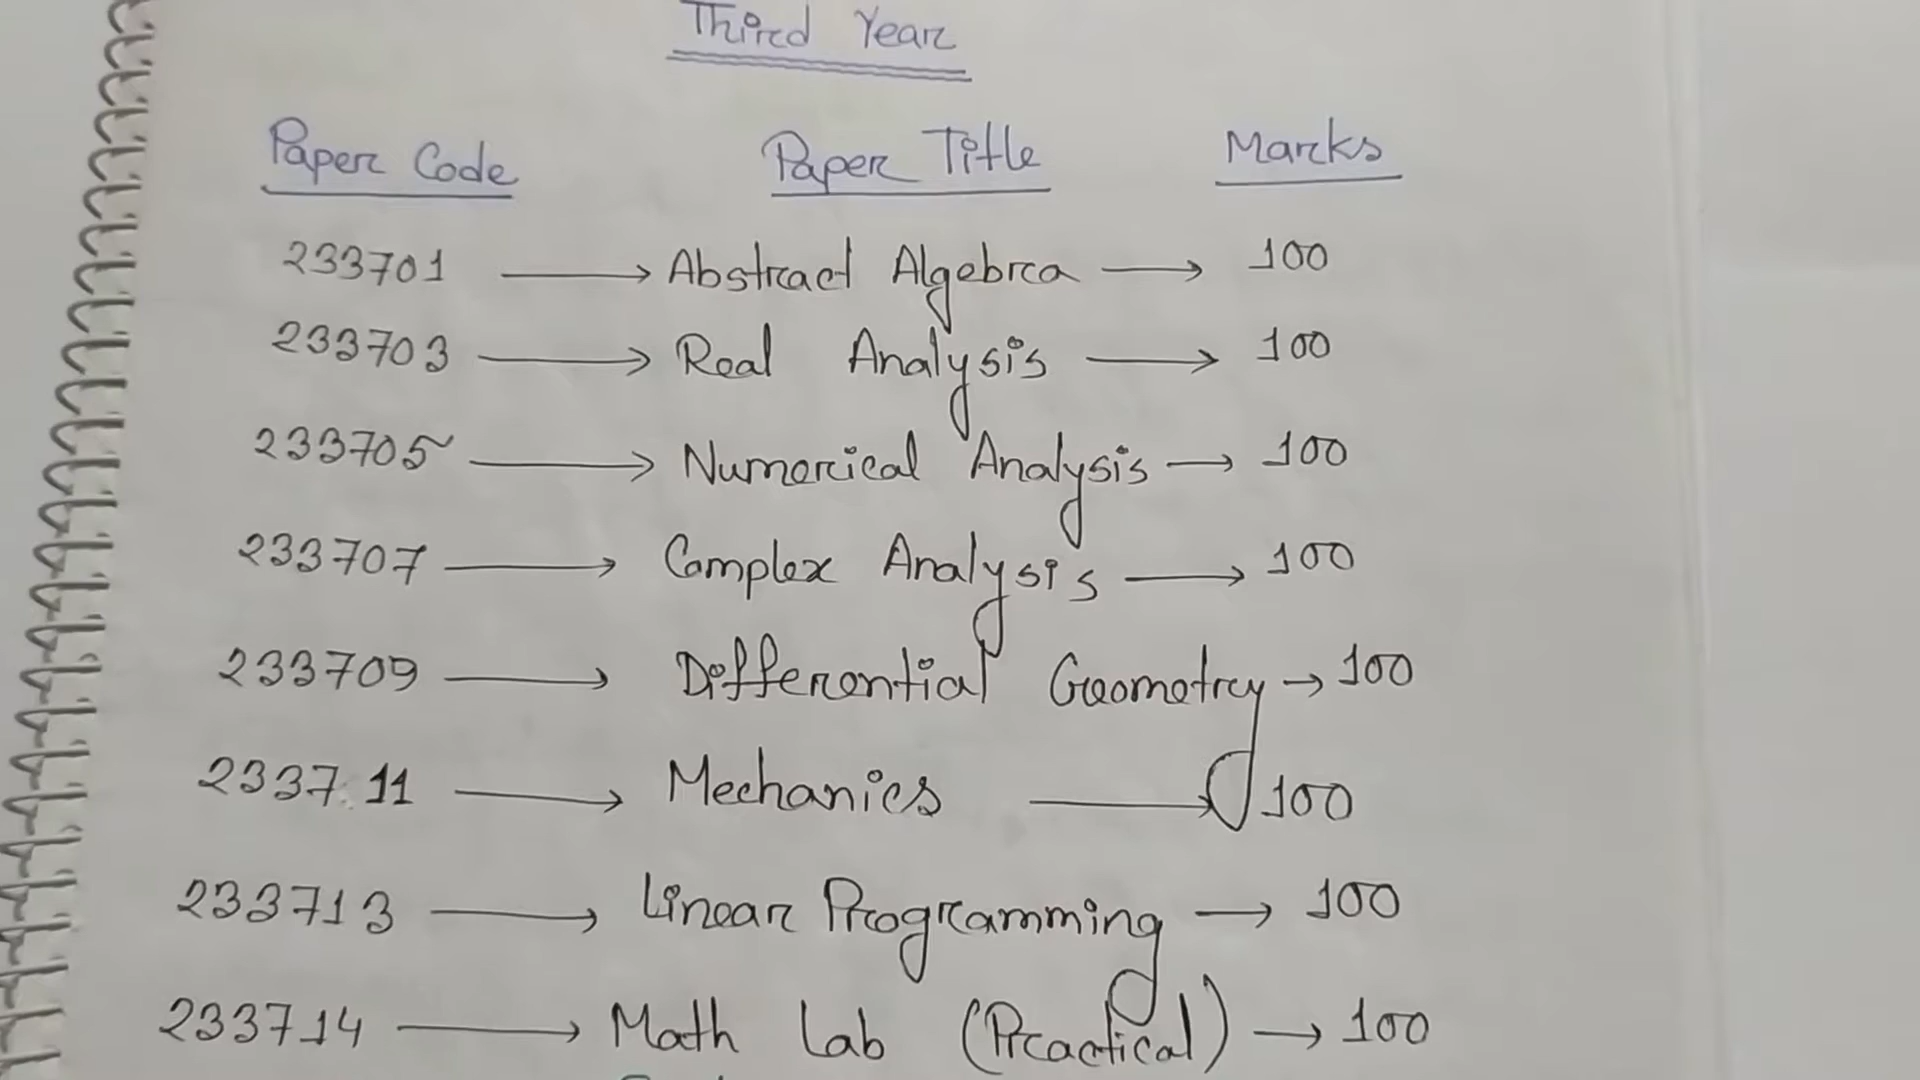 Third Year
Paper Code Paper Title Marks
233701 → Abstract Algebra → 100
233703 → Real Analysis → 100
233705 → Numerical Analysis → 100
233707 → Complex Analysis → 100
233709 → Differential Geometry → 100
233711 → Mechanics → 100
233713 → Linear Programming → 100
233714 → Math Lab (Practical) → 100